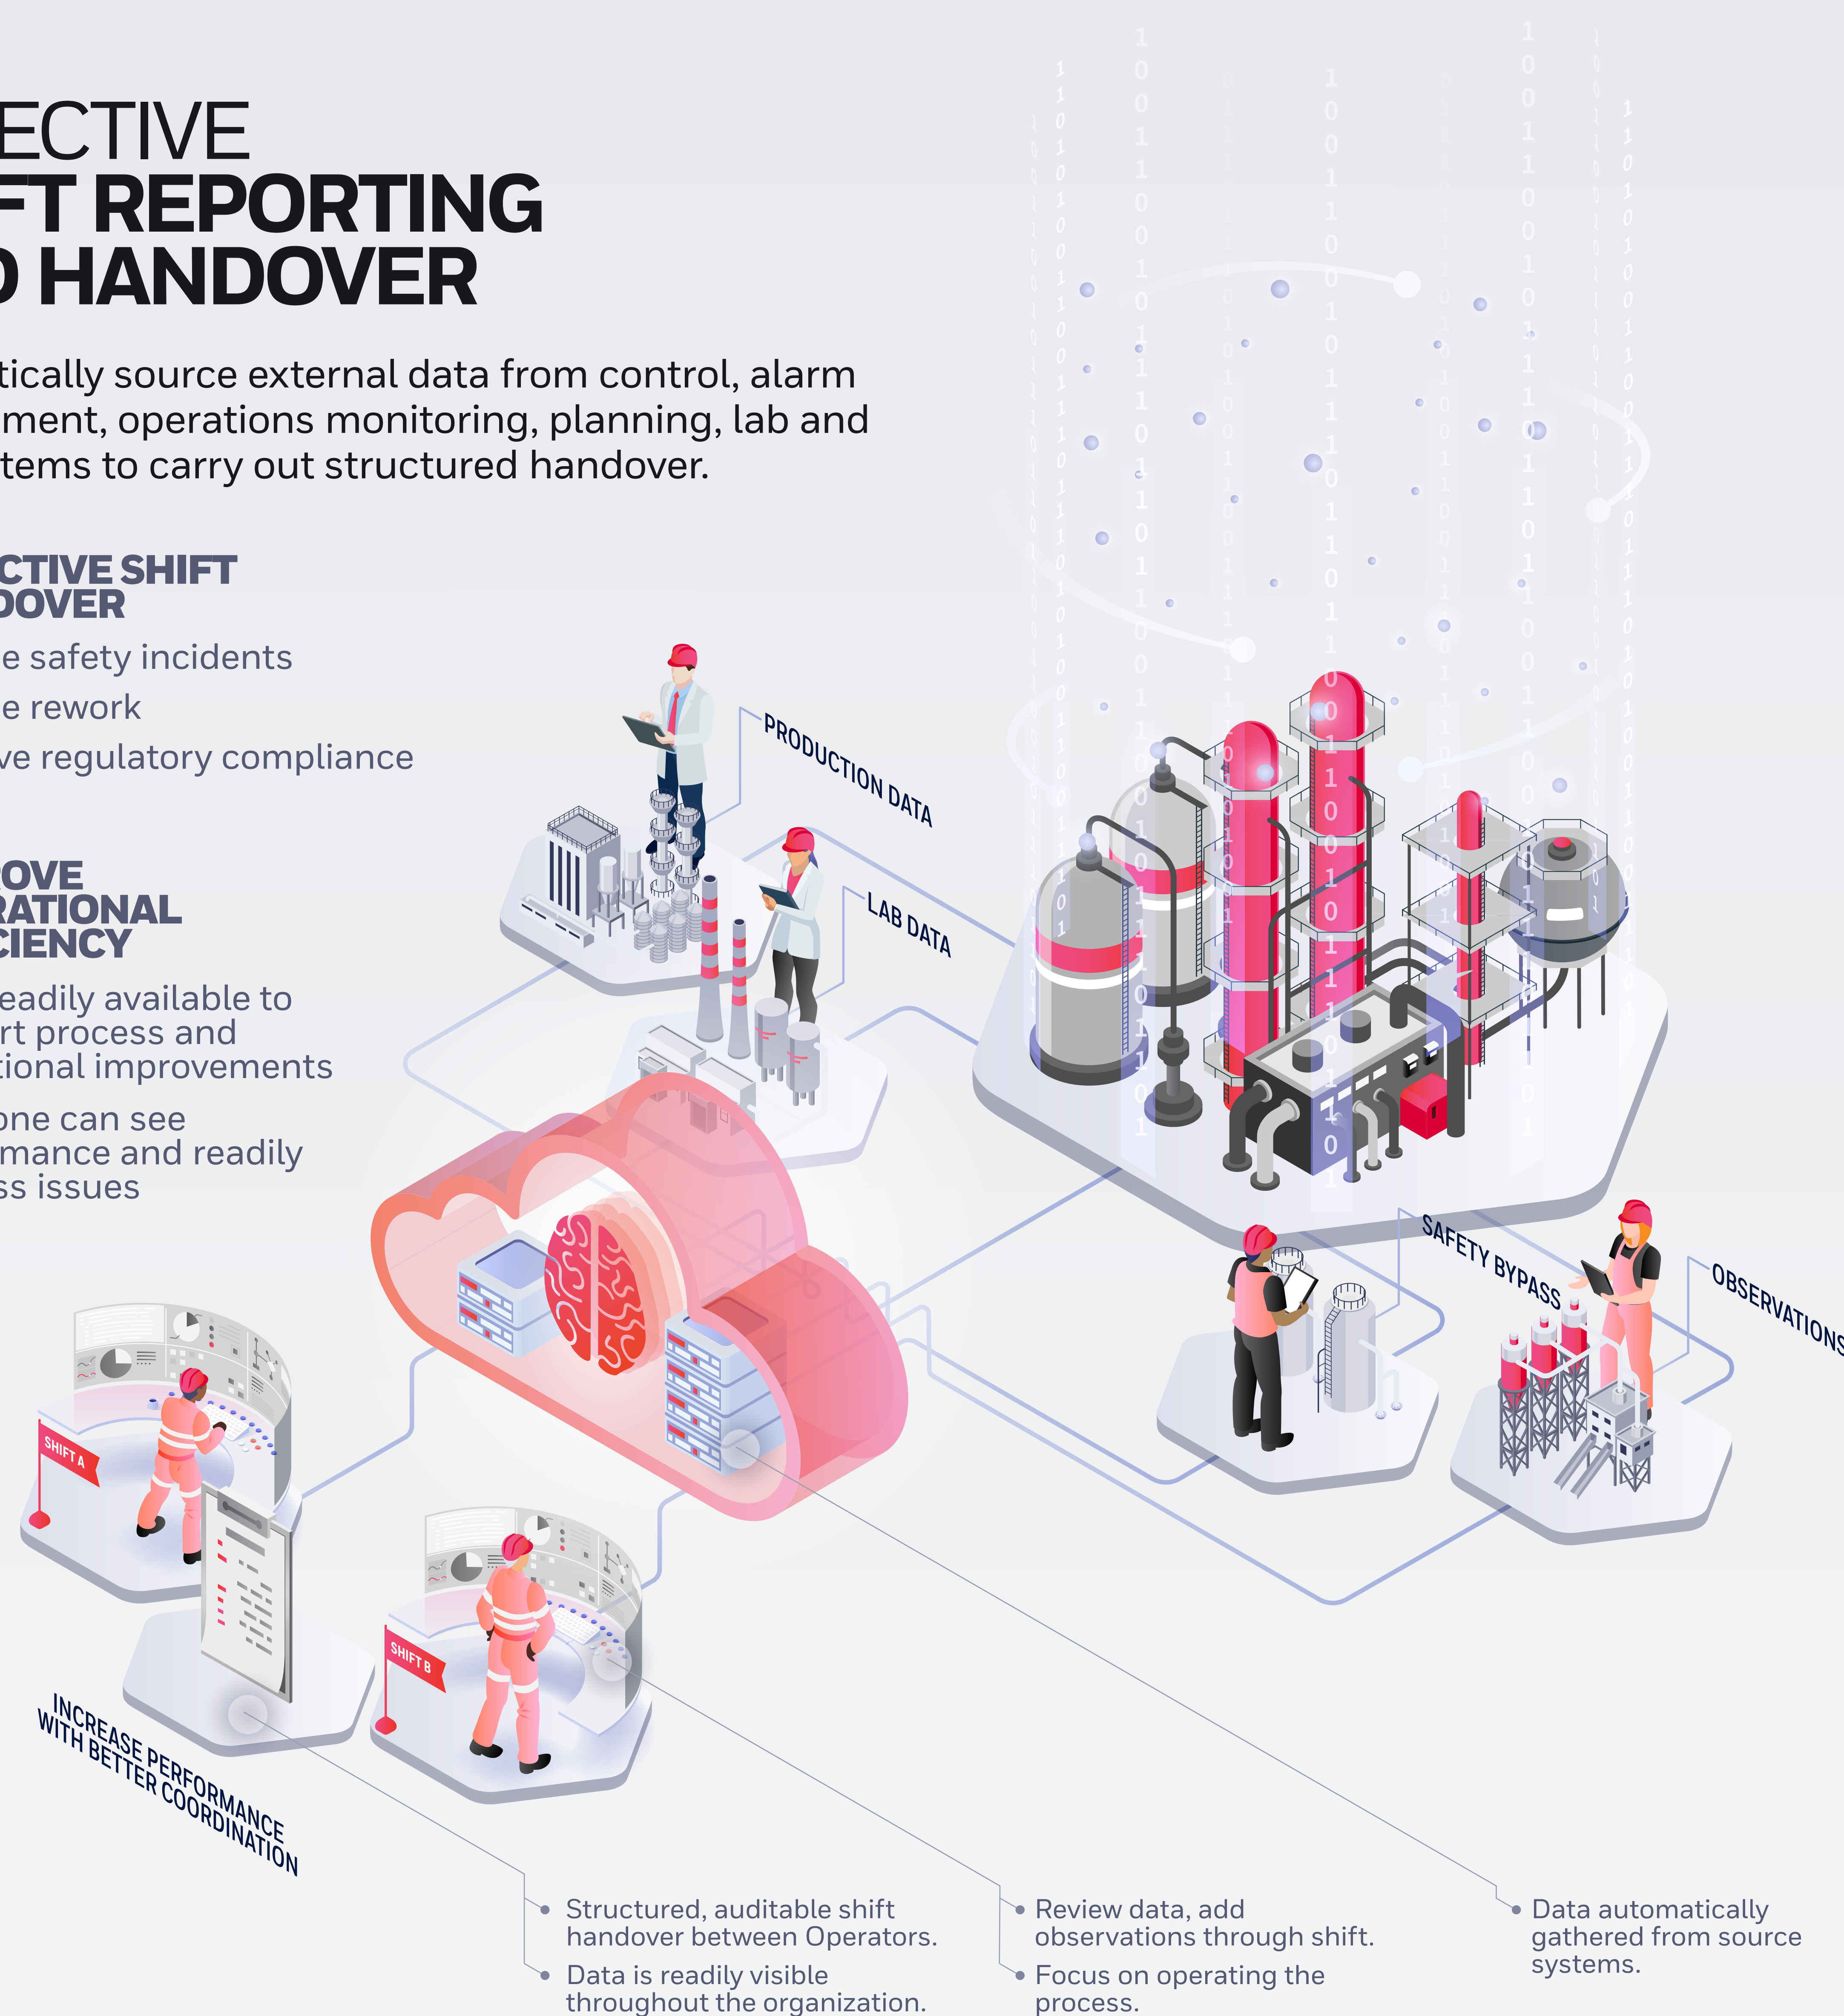 ECTIVE
FT REPORTING
D HANDOVER
tically source external data from control, alarm
ment, operations monitoring, planning, lab and
tems to carry out structured handover.
CTIVE SHIFT
DOVER
e safety incidents
e rework
ve regulatory compliance
ROVE
RATIONAL
CIENCY
readily available to
rt process and
tional improvements
one can see
mance and readily
ss issues
PRODUCTION DATA
LAB DATA
SAFETY BYPASS
OBSERVATIONS
SHIFT A
SHIFT B
INCREASE PERFORMANCE
WITH BETTER COORDINATION
Structured, auditable shift
handover between Operators.
Data is readily visible
throughout the organization.
Review data, add
observations through shift.
Focus on operating the
process.
Data automatically
gathered from source
systems.